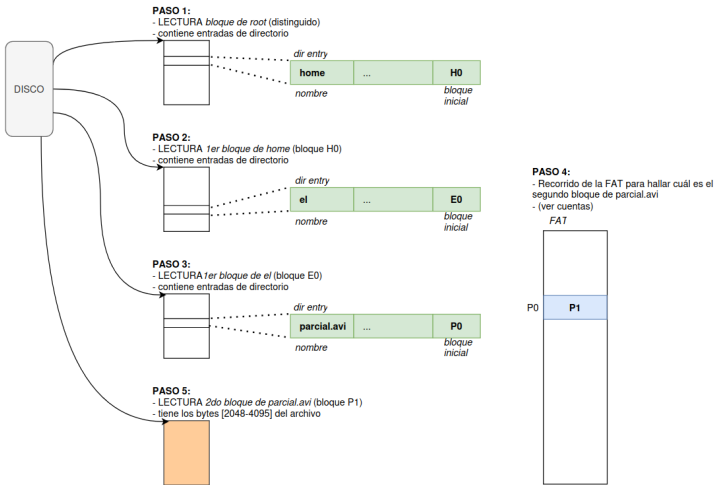 PASO 1:
- LECTURA bloque de root (distinguido)
- contiene entradas de directorio
dir entry
home ... H0
nombre
bloque
inicial
DISCO
PASO 2:
- LECTURA 1er bloque de home (bloque H0)
- contiene entradas de directorio
dir entry
el ... E0
nombre
bloque
inicial
PASO 3:
- LECTURA1er bloque de el (bloque E0)
- contiene entradas de directorio
dir entry
parcial.avi ... P0
nombre
bloque
inicial
PASO 4:
- Recorrido de la FAT para hallar cuál es el
segundo bloque de parcial.avi
- (ver cuentas)
FAT
P0 P1
PASO 5:
- LECTURA 2do bloque de parcial.avi (bloque P1)
- tiene los bytes [2048-4095] del archivo